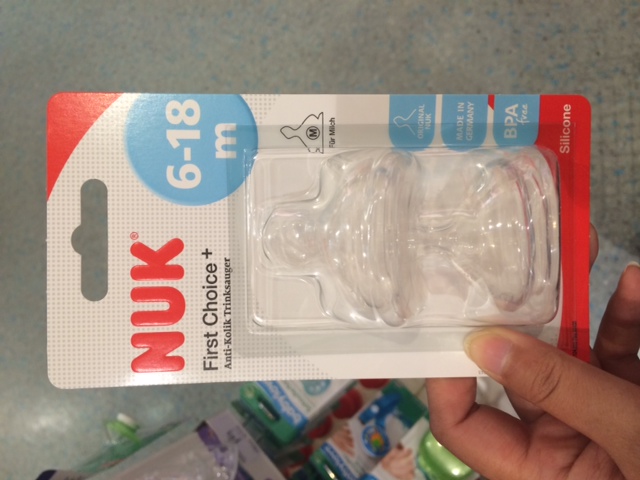 NUK®
6-18
m
First Choice+
Anti-Kolik Trinksauger
M
Für Milch
ORIGINAL
NUK
MADE IN
GERMANY
BPA
free
Silicone